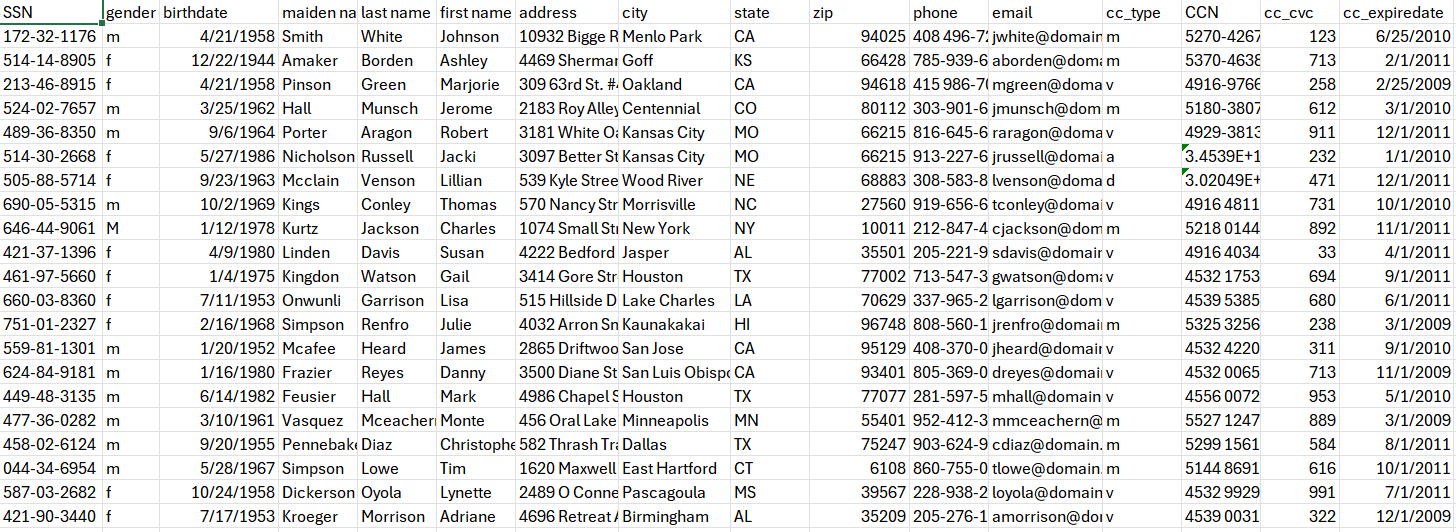 SSN gender birthdate maiden na last name first name address city state zip phone email cc_type CCN cc_cvc cc_expiredate
172-32-1176 m 4/21/1958 Smith White Johnson 10932 Bigge R Menlo Park CA 94025 408 496-72 jwhite@domain m 5270-4267 123 6/25/2010
514-14-8905 f 12/22/1944 Amaker Borden Ashley 4469 Sherman Goff KS 66428 785-939-6 aborden@doma m 5370-4638 713 2/1/2011
213-46-8915 f 4/21/1958 Pinson Green Marjorie 309 63rd St. #4 Oakland CA 94618 415 986-70 mgreen@doma v 4916-9766 258 2/25/2009
524-02-7657 m 3/25/1962 Hall Munsch Jerome 2183 Roy Alley Centennial CO 80112 303-901-6 jmunsch@dom m 5180-3807 612 3/1/2010
489-36-8350 m 9/6/1964 Porter Aragon Robert 3181 White Oa Kansas City MO 66215 816-645-6 raragon@doma v 4929-3813 911 12/1/2011
514-30-2668 f 5/27/1986 Nicholson Russell Jacki 3097 Better St Kansas City MO 66215 913-227-6 jrussell@domai a 3.4539E+1 232 1/1/2010
505-88-5714 f 9/23/1963 Mcclain Venson Lillian 539 Kyle Stree Wood River NE 68883 308-583-8 lvenson@doma d 3.02049E+ 471 12/1/2011
690-05-5315 m 10/2/1969 Kings Conley Thomas 570 Nancy Str Morrisville NC 27560 919-656-6 tconley@domai v 4916 4811 731 10/1/2010
646-44-9061 M 1/12/1978 Kurtz Jackson Charles 1074 Small Str New York NY 10011 212-847-4 cjackson@dom m 5218 0144 892 11/1/2011
421-37-1396 f 4/9/1980 Linden Davis Susan 4222 Bedford Jasper AL 35501 205-221-9 sdavis@domai v 4916 4034 33 4/1/2011
461-97-5660 f 1/4/1975 Kingdon Watson Gail 3414 Gore Str Houston TX 77002 713-547-3 gwatson@dom v 4532 1753 694 9/1/2011
660-03-8360 f 7/11/1953 Onwunli Garrison Lisa 515 Hillside D Lake Charles LA 70629 337-965-2 lgarrison@dom v 4539 5385 680 6/1/2011
751-01-2327 f 2/16/1968 Simpson Renfro Julie 4032 Arron Sm Kaunakakai HI 96748 808-560-1 jrenfro@domai m 5325 3256 238 3/1/2009
559-81-1301 m 1/20/1952 Mcafee Heard James 2865 Driftwoo San Jose CA 95129 408-370-0 jheard@domai v 4532 4220 311 9/1/2010
624-84-9181 m 1/16/1980 Frazier Reyes Danny 3500 Diane St San Luis Obispo CA 93401 805-369-0 dreyes@domai v 4532 0065 713 11/1/2009
449-48-3135 m 6/14/1982 Feusier Hall Mark 4986 Chapel S Houston TX 77077 281-597-5 mhall@domain v 4556 0072 953 5/1/2010
477-36-0282 m 3/10/1961 Vasquez Mceacher Monte 456 Oral Lake Minneapolis MN 55401 952-412-3 mmceachern@ m 5527 1247 889 3/1/2009
458-02-6124 m 9/20/1955 Pennebake Diaz Christophe 582 Thrash Tra Dallas TX 75247 903-624-9 cdiaz@domain. m 5299 1561 584 8/1/2011
044-34-6954 m 5/28/1967 Simpson Lowe Tim 1620 Maxwell East Hartford CT 6108 860-755-0 tlowe@domain. m 5144 8691 616 10/1/2011
587-03-2682 f 10/24/1958 Dickerson Oyola Lynette 2489 O Conne Pascagoula MS 39567 228-938-2 loyola@domain v 4532 9929 991 7/1/2011
421-90-3440 f 7/17/1953 Kroeger Morrison Adriane 4696 Retreat A Birmingham AL 35209 205-276-1 amorrison@do v 4539 0031 322 12/1/2009